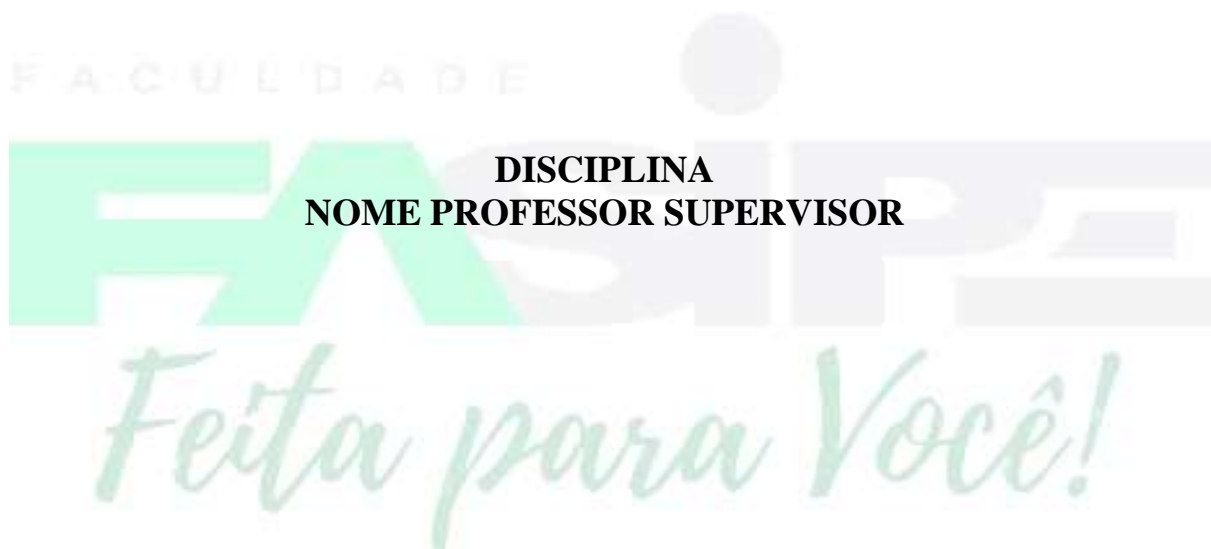 FACULDADE
FASIPE
DISCIPLINA
NOME PROFESSOR SUPERVISOR
Feita para Você!